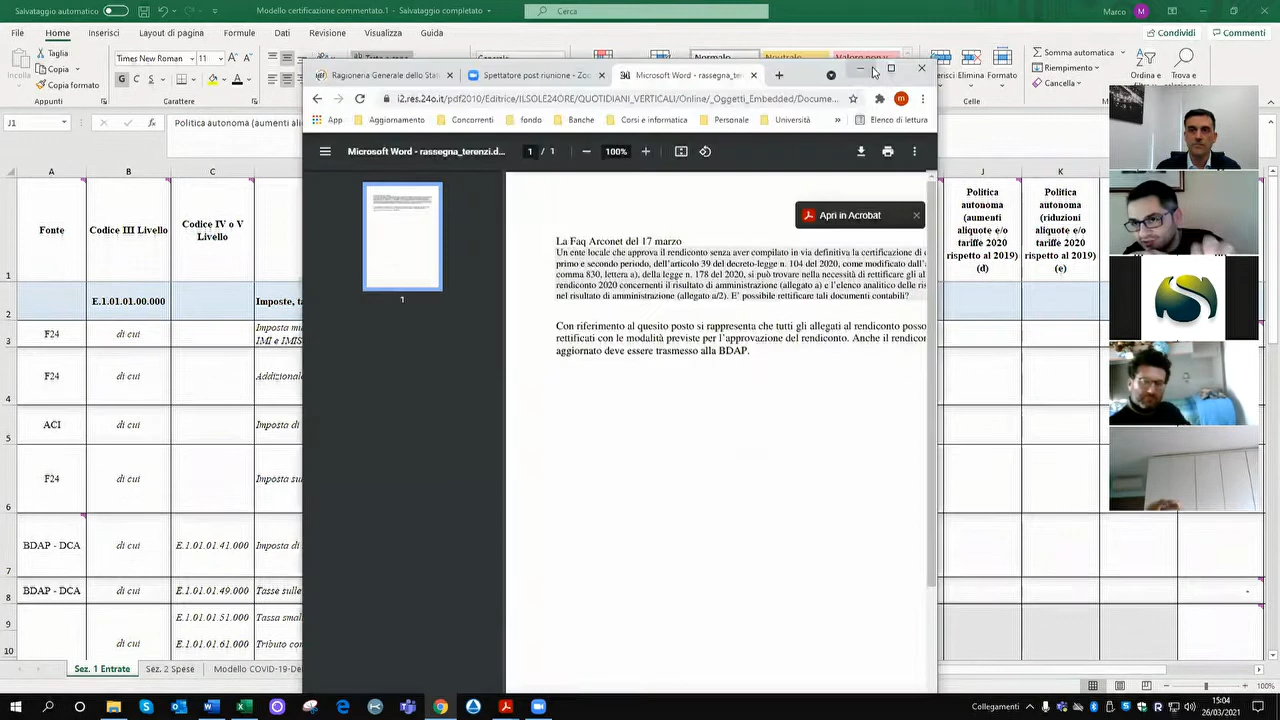 Salvataggio automatico
Modello certificazione commentato.1 - Salvataggio completato
Cerca
Marco
M
File
Home
Inserisci
Layout di pagina
Formule
Dati
Revisione
Visualizza
Guida
Condividi
Commenti
Incolla
Taglia
Copia
Copia formato
Appunti
Times New Roman
11
G
C
S
Normale
Neutrale
Valore non v
Elimina
Formato
Celle
Somma automatica
Riempimento
Cancella
Ordina e
Trova e
J1
Politica autonoma (aumenti ali
Ragioneria Generale dello Sta
Spettatore post riunione - Zoo
Microsoft Word - rassegna_te
i2.res.24o.it/pdf2010/Editrice/ILSOLE24ORE/QUOTIDIANI_VERTICALI/Online/_Oggetti_Embedded/Docume...
m
App
Aggiornamento
Concorrenti
fondo
Banche
Corsi e informatica
Personale
Università
Elenco di lettura
Microsoft Word - rassegna_terenzi.d...
1 / 1
100%
Apri in Acrobat
1
La Faq Arconet del 17 marzo
Un ente locale che approva il rendiconto senza aver compilato in via definitiva la certificazione di
primo e secondo periodo, dell'articolo 39 del decreto-legge n. 104 del 2020, come modificato dall'
comma 830, lettera a), della legge n. 178 del 2020, si può trovare nella necessità di rettificare gli al
rendiconto 2020 concernenti il risultato di amministrazione (allegato a) e l'elenco analitico delle ris
nel risultato di amministrazione (allegato a/2). E' possibile rettificare tali documenti contabili?
Con riferimento al quesito posto si rappresenta che tutti gli allegati al rendiconto posso
rettificati con le modalità previste per l'approvazione del rendiconto. Anche il rendicon
aggiornato deve essere trasmesso alla BDAP.
A
B
C
J
K
Fonte
Codice III Livello
Codice IV o V
Livello
Politica
autonoma
(aumenti
aliquote e/o
tariffe 2020
rispetto al 2019)
(d)
Politica
autonoma
(riduzioni
aliquote e/o
tariffe 2020
rispetto al 2019)
(e)
1
2
E.1.01.01.00.000
Imposte, ta
3
F24
di cui
Imposta mu
IMI e IMIS
4
F24
di cui
Addizionale
5
ACI
di cui
Imposta di
6
F24
di cui
Imposta su
7
BDAP - DCA
di cui
E.1.01.01.41.000
Imposta di
8
BDAP - DCA
di cui
E.1.01.01.49.000
Tasse sulle
9
E.1.01.01.51.000
Tassa smal
10
di cui
E.1.01.01.61.000
Tributo con
Sez. 1 Entrate
Sez. 2 Spese
Modello COVID-19-De
100%
Collegamenti
15:04
26/03/2021